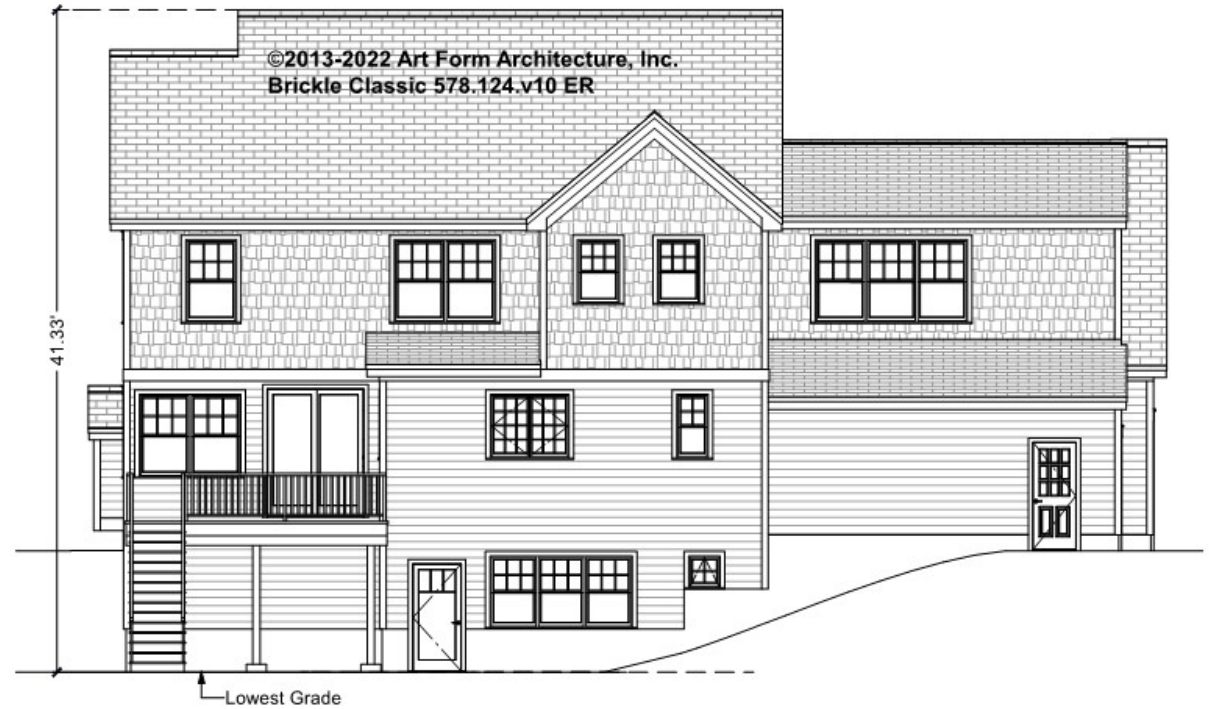 ©2013-2022 Art Form Architecture, Inc.
Brickle Classic 578.124.v10 ER
41.33'
Lowest Grade